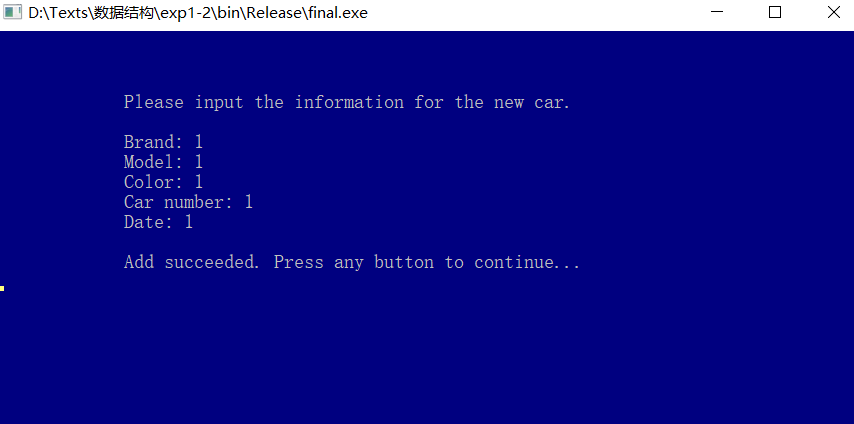 D:\Texts\数据结构\exp1-2\bin\Release\final.exe
Please input the information for the new car.
Brand: 1
Model: 1
Color: 1
Car number: 1
Date: 1
Add succeeded. Press any button to continue...